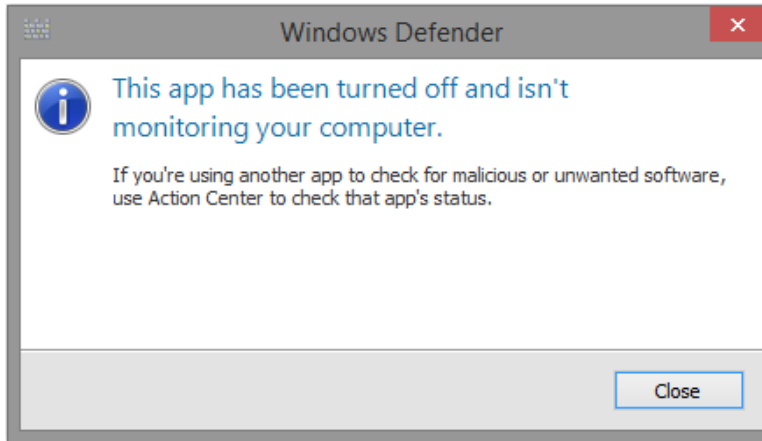 Windows Defender
This app has been turned off and isn't
monitoring your computer.
If you're using another app to check for malicious or unwanted software,
use Action Center to check that app's status.
Close